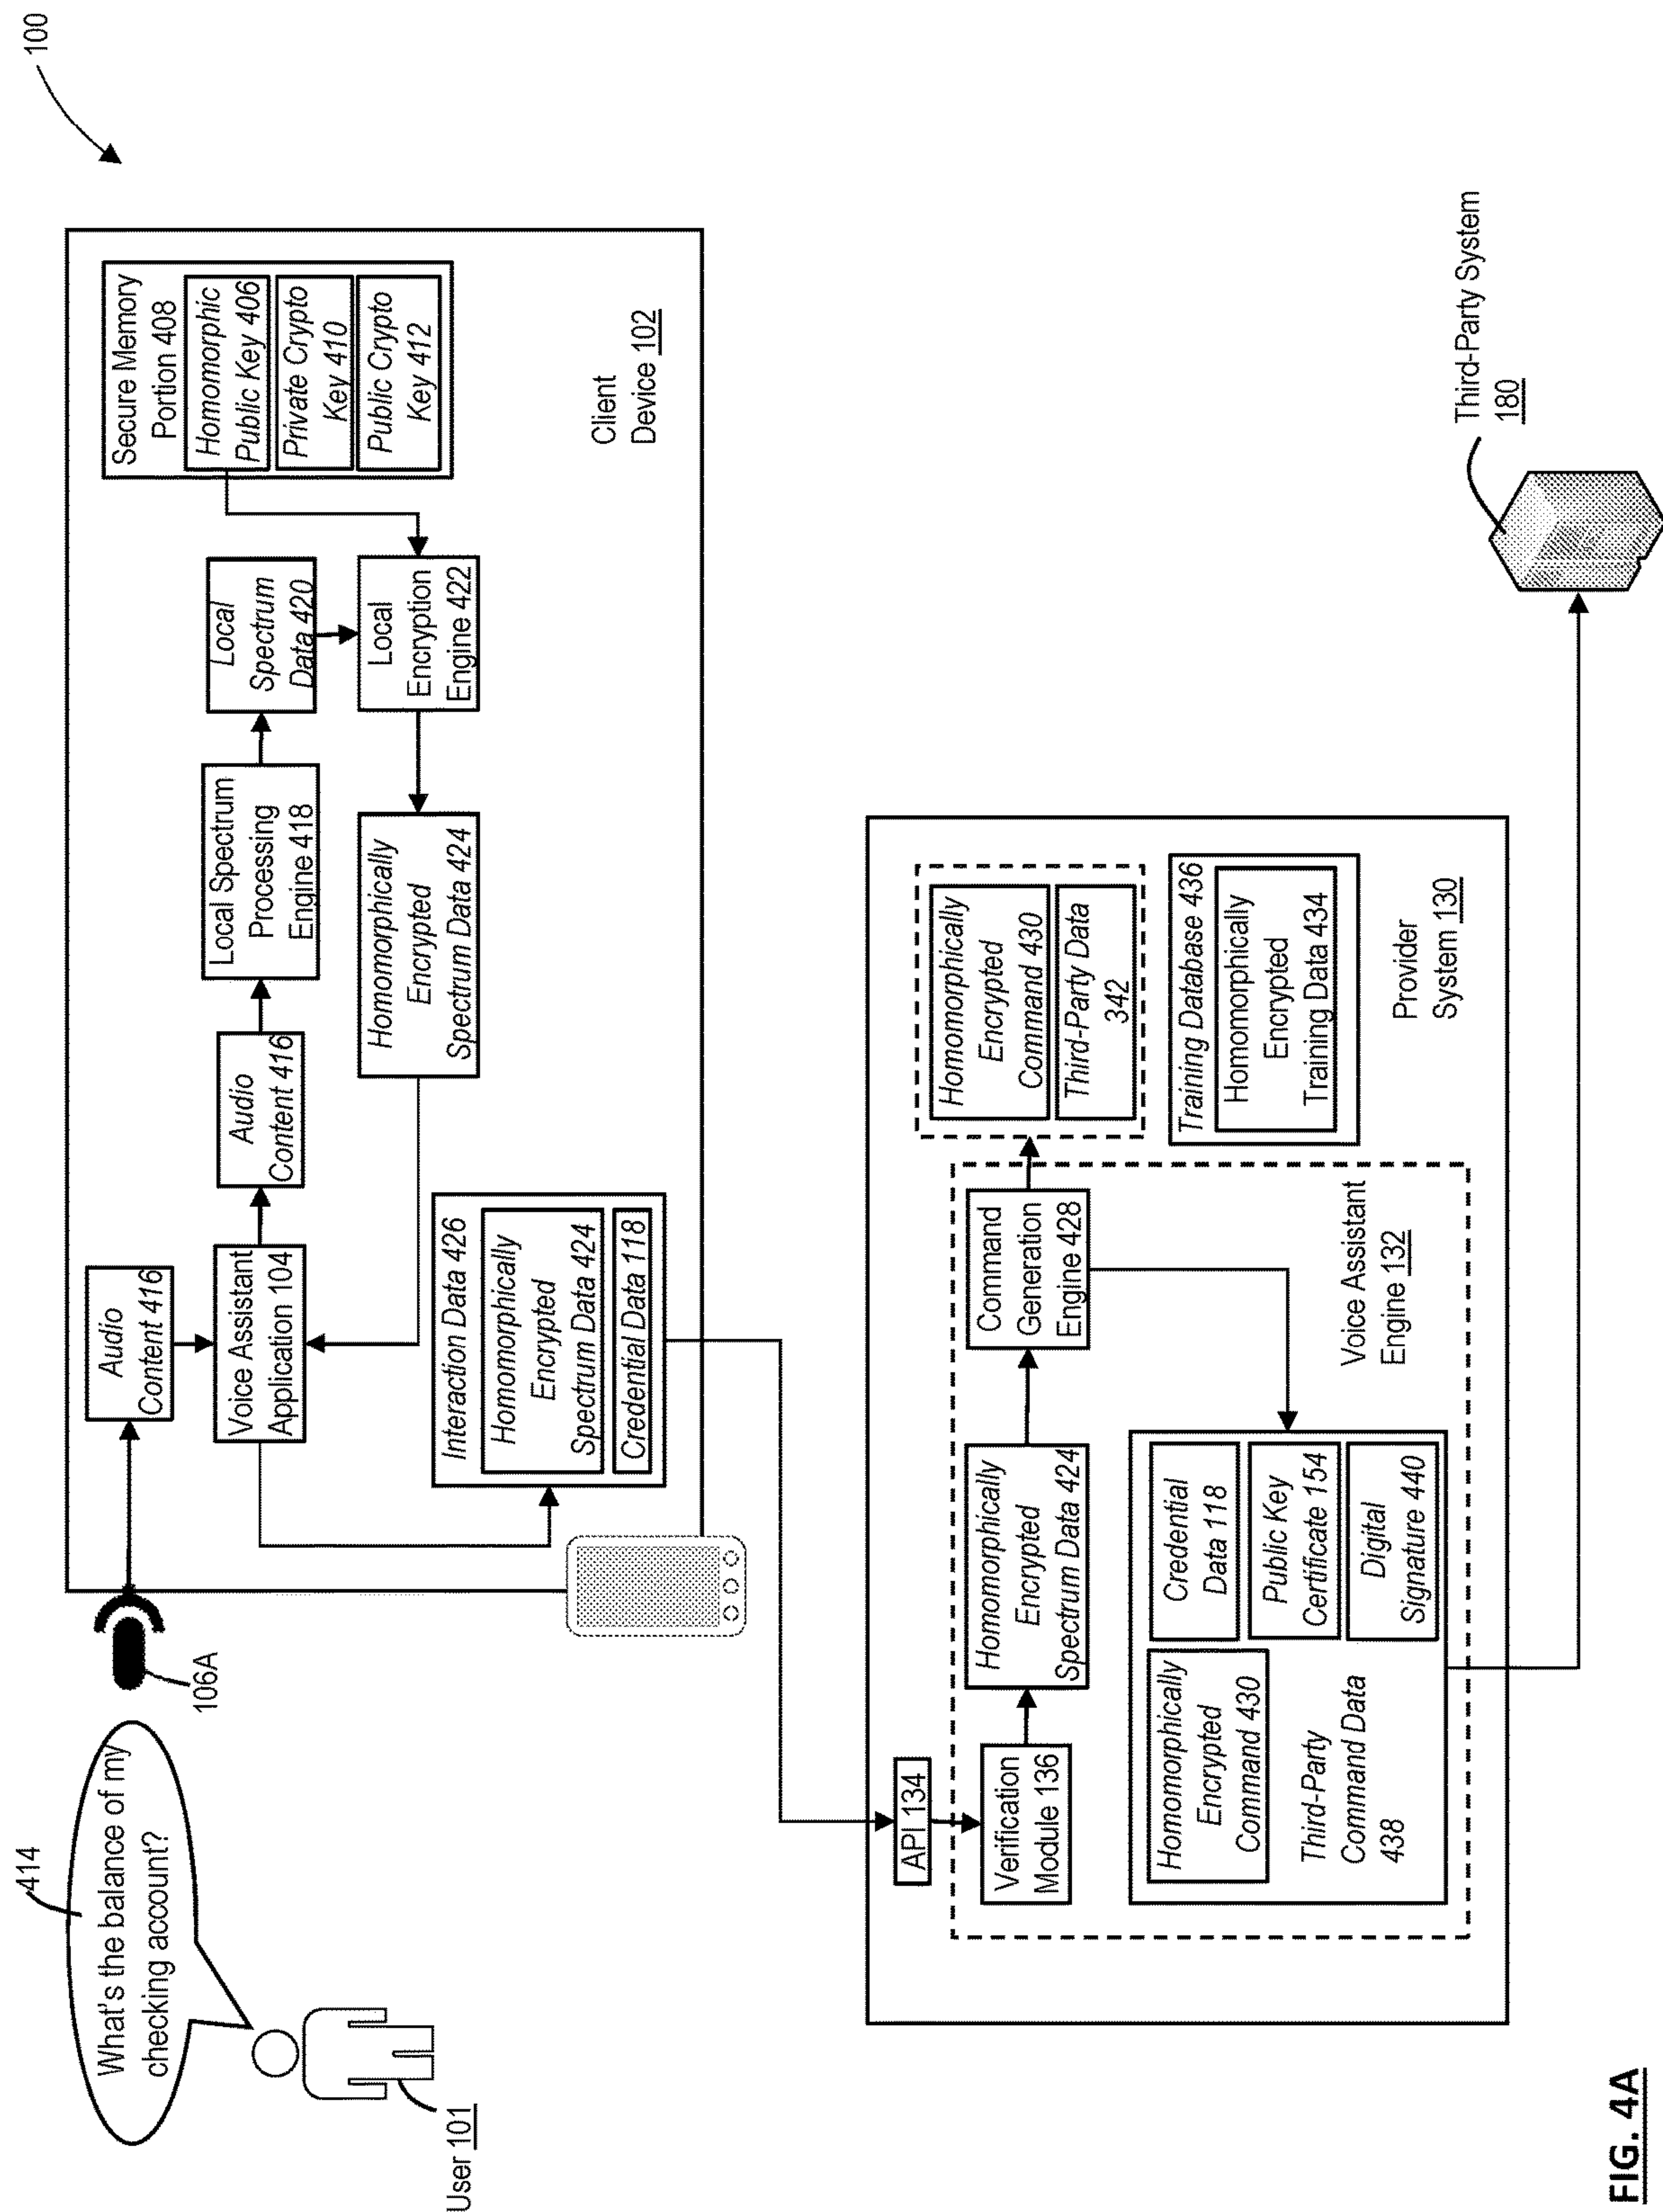 100
414
What's the balance of my
checking account?
User 101
106A
Audio
Content 416
Voice Assistant
Application 104
Audio
Content 416
Local Spectrum
Processing
Engine 418
Local
Spectrum
Data 420
Secure Memory
Portion 408
Homomorphic
Public Key 406
Private Crypto
Key 410
Public Crypto
Key 412
Local
Encryption
Engine 422
Homomorphically
Encrypted
Spectrum Data 424
Interaction Data 426
Homomorphically
Encrypted
Spectrum Data 424
Credential Data 118
Client
Device 102
API 134
Verification
Module 136
Homomorphically
Encrypted
Spectrum Data 424
Command
Generation
Engine 428
Homomorphically
Encrypted
Command 430
Third-Party Data
342
Training Database 436
Homomorphically
Encrypted
Training Data 434
Homomorphically
Encrypted
Command 430
Third-Party
Command Data
438
Credential
Data 118
Public Key
Certificate 154
Digital
Signature 440
Voice Assistant
Engine 132
Provider
System 130
Third-Party System
180
FIG. 4A